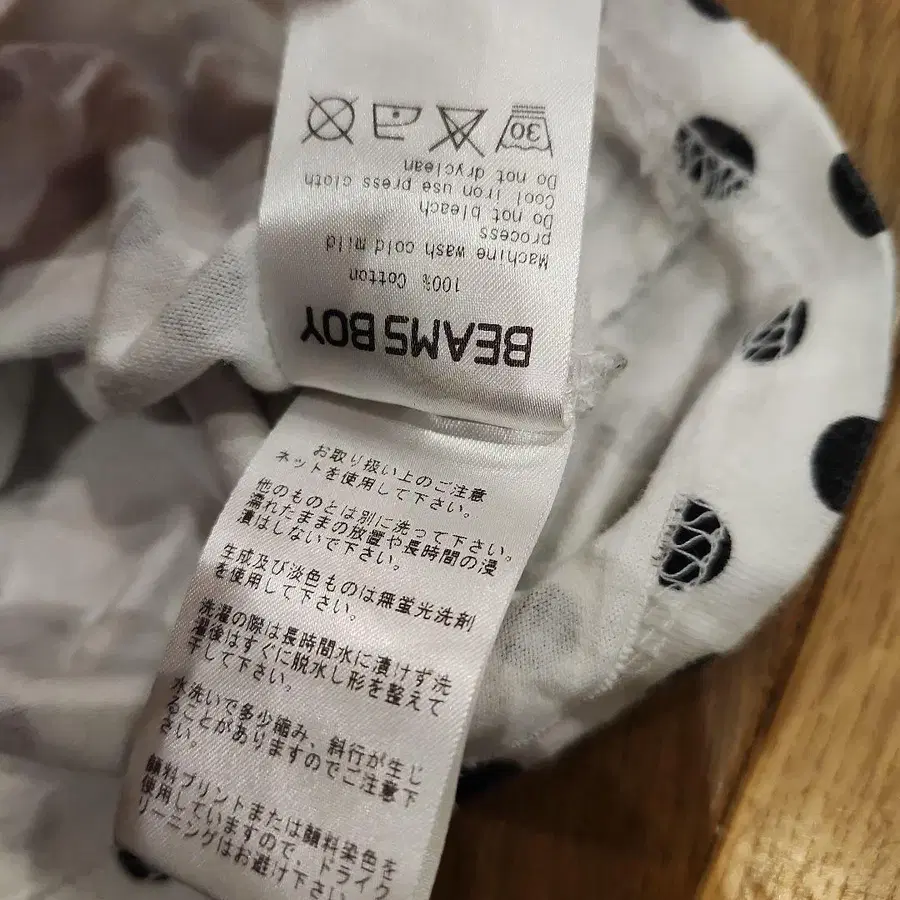 BEAMS BOY
100% Cotton
Machine wash cold mild
process
Do not bleach
Cool iron use press cloth
Do not dryclean
30
お取り扱い上のご注意
ネットを使用して下さい。
他のものとは別に洗って下さい。
濡れたままの放置や長時間の浸
漬はしないで下さい。
生成及び淡色ものは無蛍光洗剤
を使用して下さい。
洗濯の際は長時間水に漬けず洗
濯後はすぐに脱水し形を整えて
干して下さい。
水洗いで多少縮み、斜行が生じ
ることがありますのでご注意下
さい。
顔料プリントまたは顔料染色を
使用していますので、ドライク
リーニングはお避け下さい